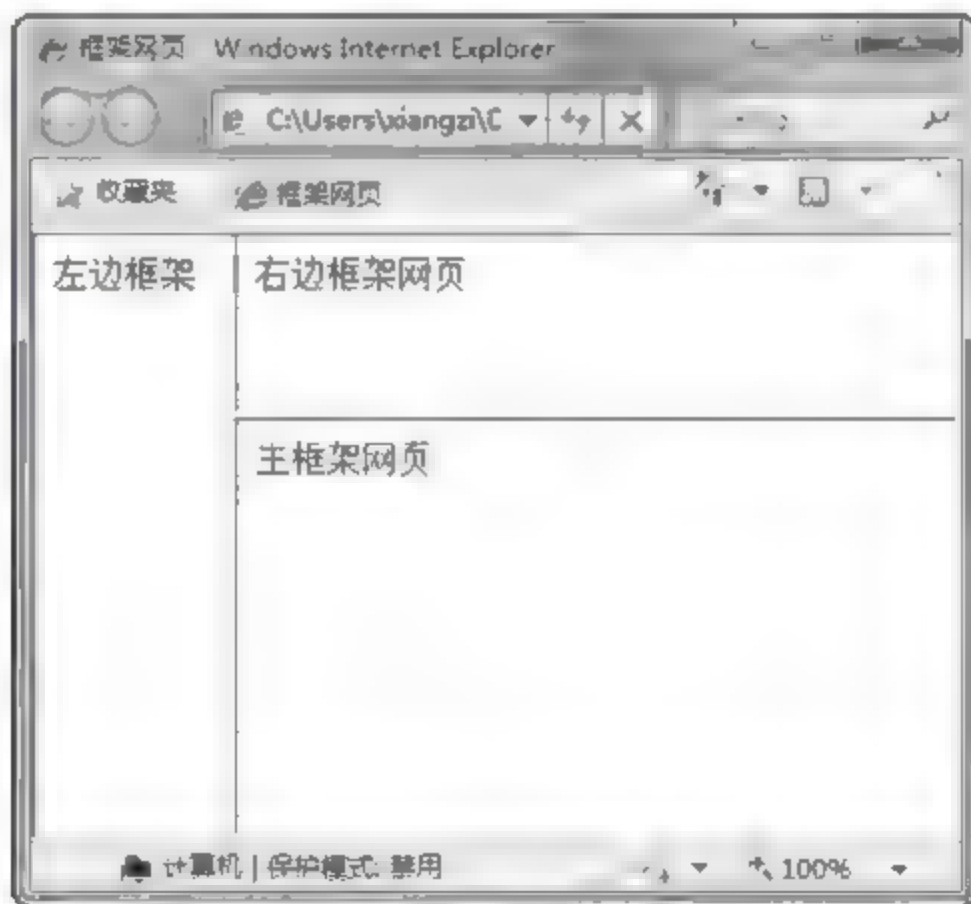 框架网页 Windows Internet Explorer
C:\Users\xiangzi\C
收藏夹 框架网页
左边框架 右边框架网页
主框架网页
计算机 | 保护模式: 禁用 100%